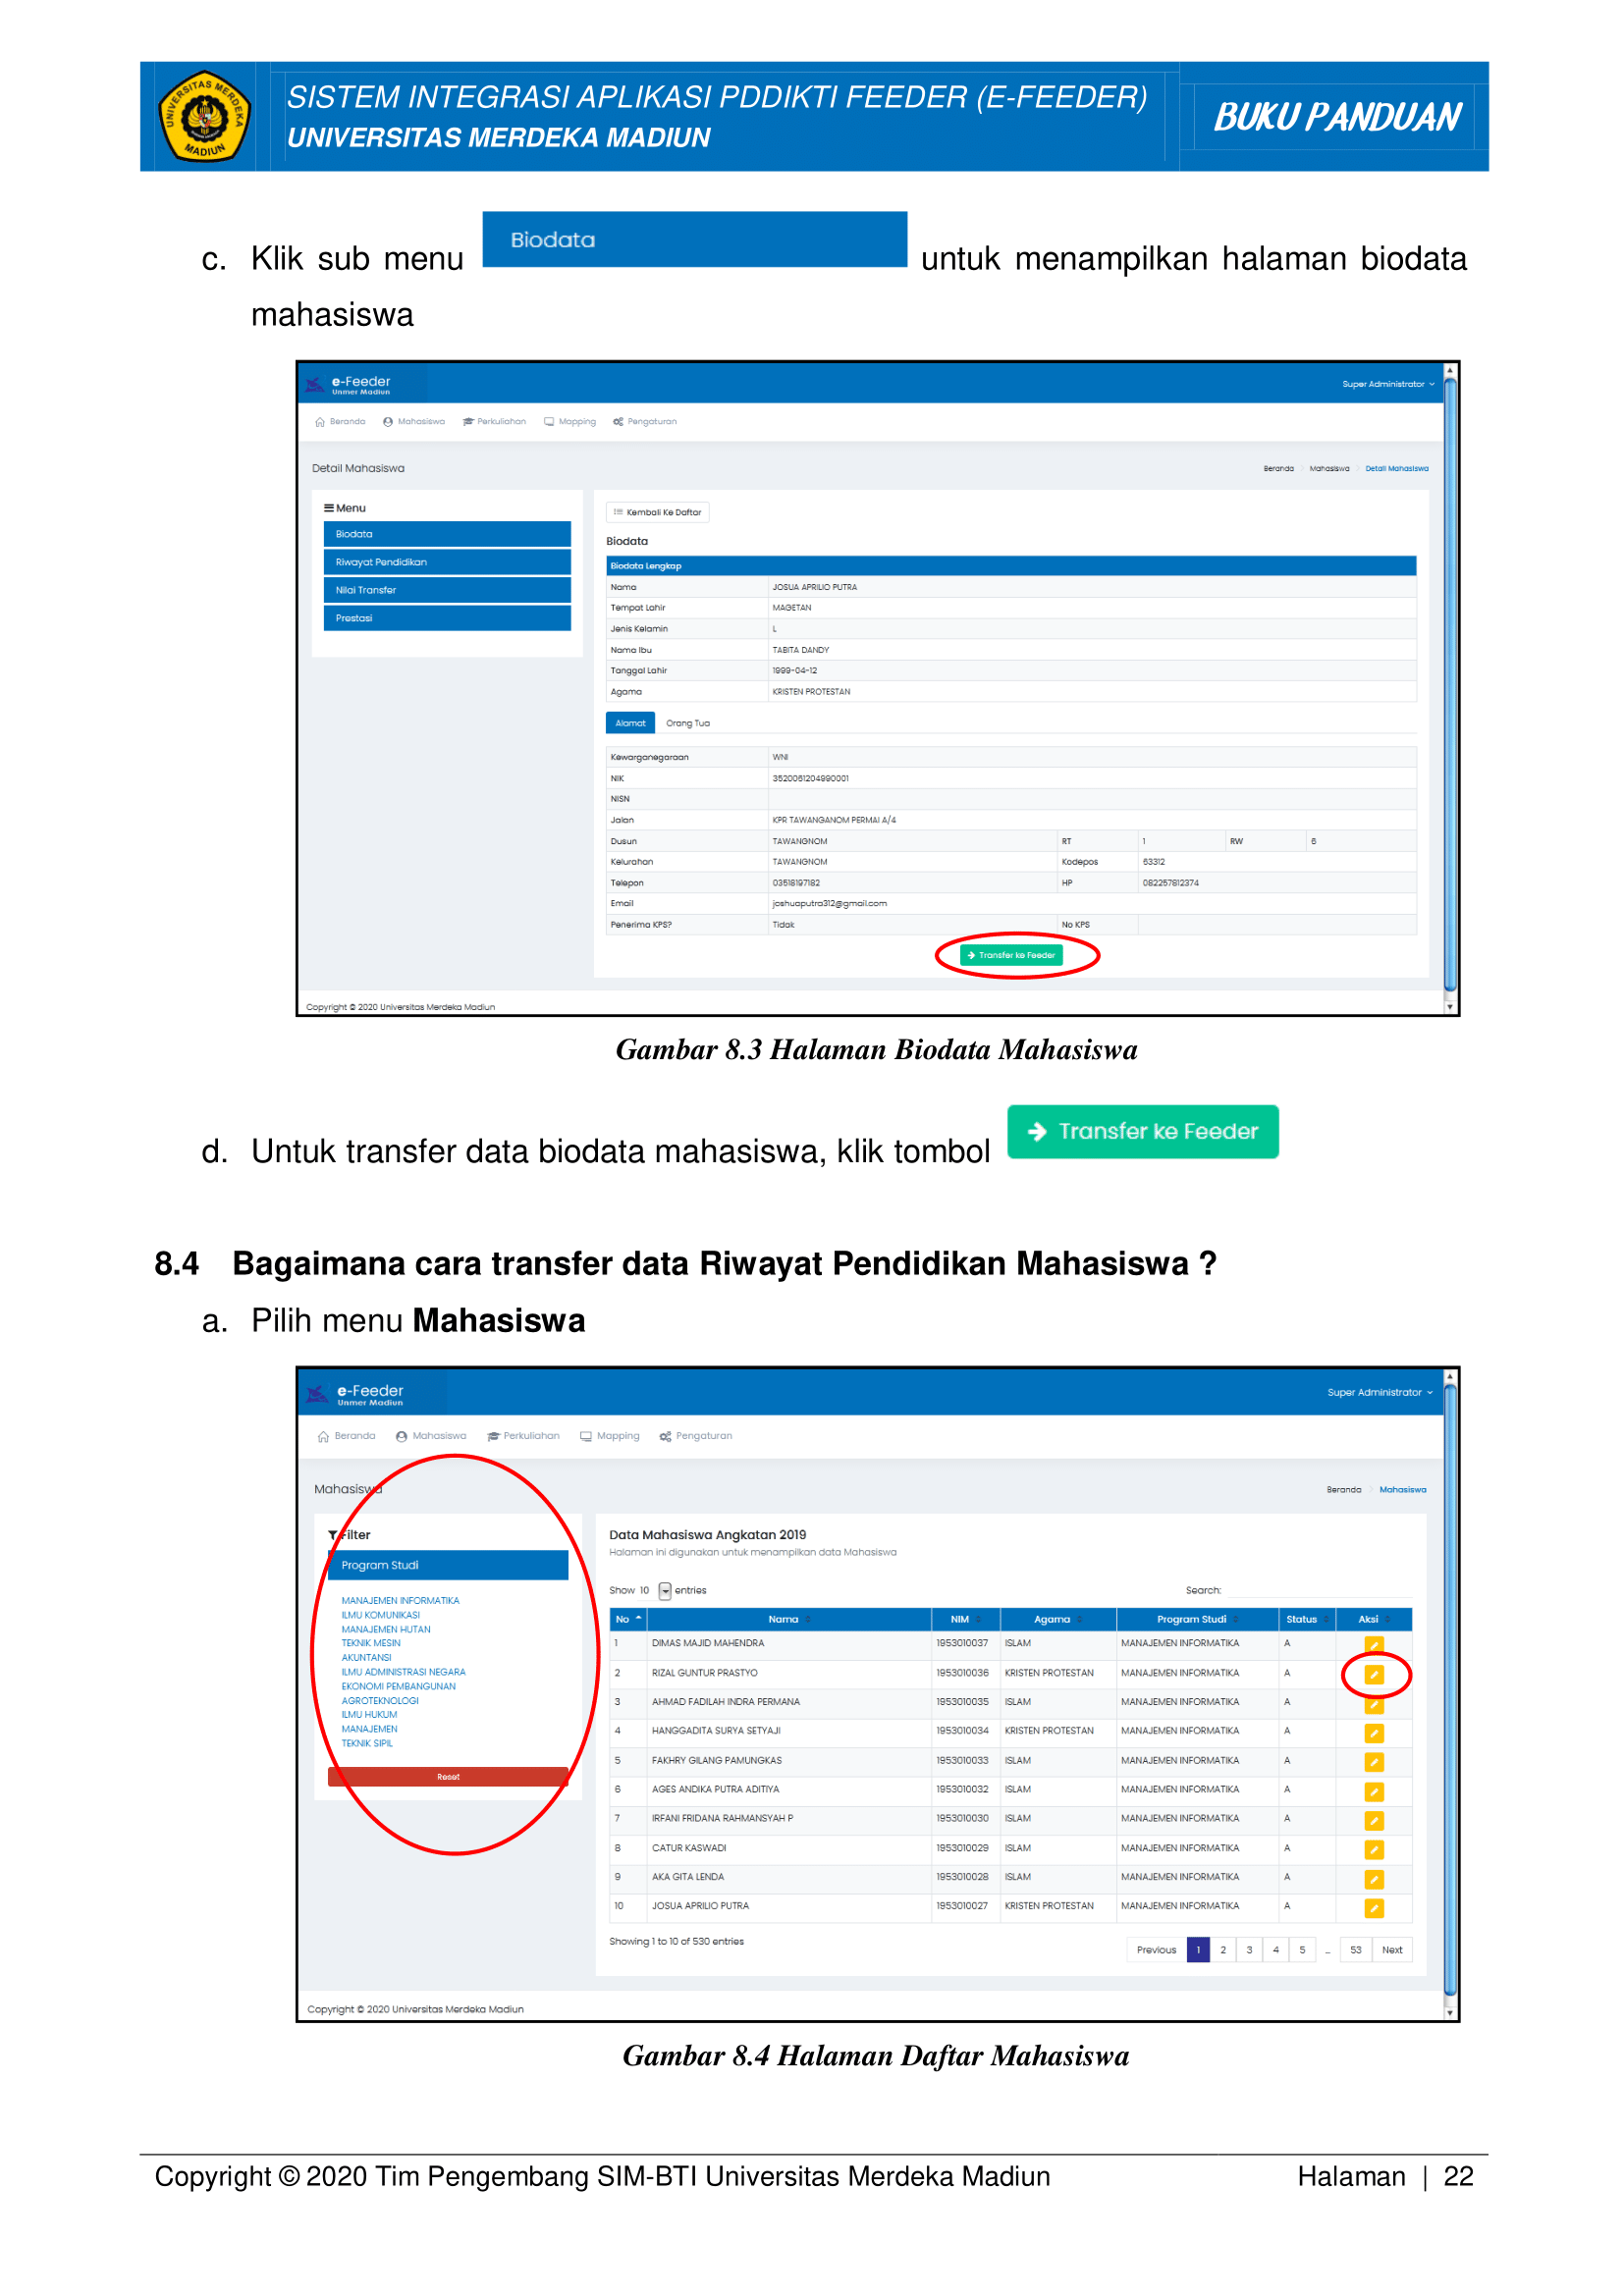 UNIVERSITAS MERDEKA
MADIUN
SISTEM INTEGRASI APLIKASI PDDIKTI FEEDER (E-FEEDER)
UNIVERSITAS MERDEKA MADIUN
BUKU PANDUAN
c. Klik sub menu Biodata untuk menampilkan halaman biodata
mahasiswa
e-Feeder
Unmer Madiun
Super Administrator
Beranda Mahasiswa Perkuliahan Mapping Pengaturan
Detail Mahasiswa
Beranda Mahasiswa Detail Mahasiswa
Menu
Biodata
Riwayat Pendidikan
Nilai Transfer
Prestasi
Kembali Ke Daftar
Biodata
Biodata Lengkap
Nama JOSUA APRILIO PUTRA
Tempat Lahir MAGETAN
Jenis Kelamin L
Nama Ibu TABITA DANDY
Tanggal Lahir 1999-04-12
Agama KRISTEN PROTESTAN
Alamat Orang Tua
Kewarganegaraan WNI
NIK 3520061204990001
NISN
Jalan KPR TAWANGANOM PERMAI A/4
Dusun TAWANGNOM RT 1 RW 6
Kelurahan TAWANGNOM Kodepos 63312
Telepon 03518197182 HP 082257812374
Email joshuaputra312@gmail.com
Penerima KPS? Tidak No KPS
Transfer ke Feeder
Copyright © 2020 Universitas Merdeka Madiun
Gambar 8.3 Halaman Biodata Mahasiswa
d. Untuk transfer data biodata mahasiswa, klik tombol Transfer ke Feeder
8.4 Bagaimana cara transfer data Riwayat Pendidikan Mahasiswa ?
a. Pilih menu Mahasiswa
e-Feeder
Unmer Madiun
Super Administrator
Beranda Mahasiswa Perkuliahan Mapping Pengaturan
Mahasiswa
Beranda Mahasiswa
Filter
Program Studi
MANAJEMEN INFORMATIKA
ILMU KOMUNIKASI
MANAJEMEN HUTAN
TEKNIK MESIN
AKUNTANSI
ILMU ADMINISTRASI NEGARA
EKONOMI PEMBANGUNAN
AGROTEKNOLOGI
ILMU HUKUM
MANAJEMEN
TEKNIK SIPIL
Reset
Data Mahasiswa Angkatan 2019
Halaman ini digunakan untuk menampilkan data Mahasiswa
Show 10 entries Search:
No Nama NIM Agama Program Studi Status Aksi
1 DIMAS MAJID MAHENDRA 1953010037 ISLAM MANAJEMEN INFORMATIKA A
2 RIZAL GUNTUR PRASTYO 1953010036 KRISTEN PROTESTAN MANAJEMEN INFORMATIKA A
3 AHMAD FADILAH INDRA PERMANA 1953010035 ISLAM MANAJEMEN INFORMATIKA A
4 HANGGADITA SURYA SETYAJI 1953010034 KRISTEN PROTESTAN MANAJEMEN INFORMATIKA A
5 FAKHRY GILANG PAMUNGKAS 1953010033 ISLAM MANAJEMEN INFORMATIKA A
6 AGES ANDIKA PUTRA ADITIYA 1953010032 ISLAM MANAJEMEN INFORMATIKA A
7 IRFANI FRIDANA RAHMANSYAH P 1953010030 ISLAM MANAJEMEN INFORMATIKA A
8 CATUR KASWADI 1953010029 ISLAM MANAJEMEN INFORMATIKA A
9 AKA GITA LENDA 1953010028 ISLAM MANAJEMEN INFORMATIKA A
10 JOSUA APRILIO PUTRA 1953010027 KRISTEN PROTESTAN MANAJEMEN INFORMATIKA A
Showing 1 to 10 of 530 entries
Previous 1 2 3 4 5 … 53 Next
Copyright © 2020 Universitas Merdeka Madiun
Gambar 8.4 Halaman Daftar Mahasiswa
Copyright © 2020 Tim Pengembang SIM-BTI Universitas Merdeka Madiun Halaman | 22